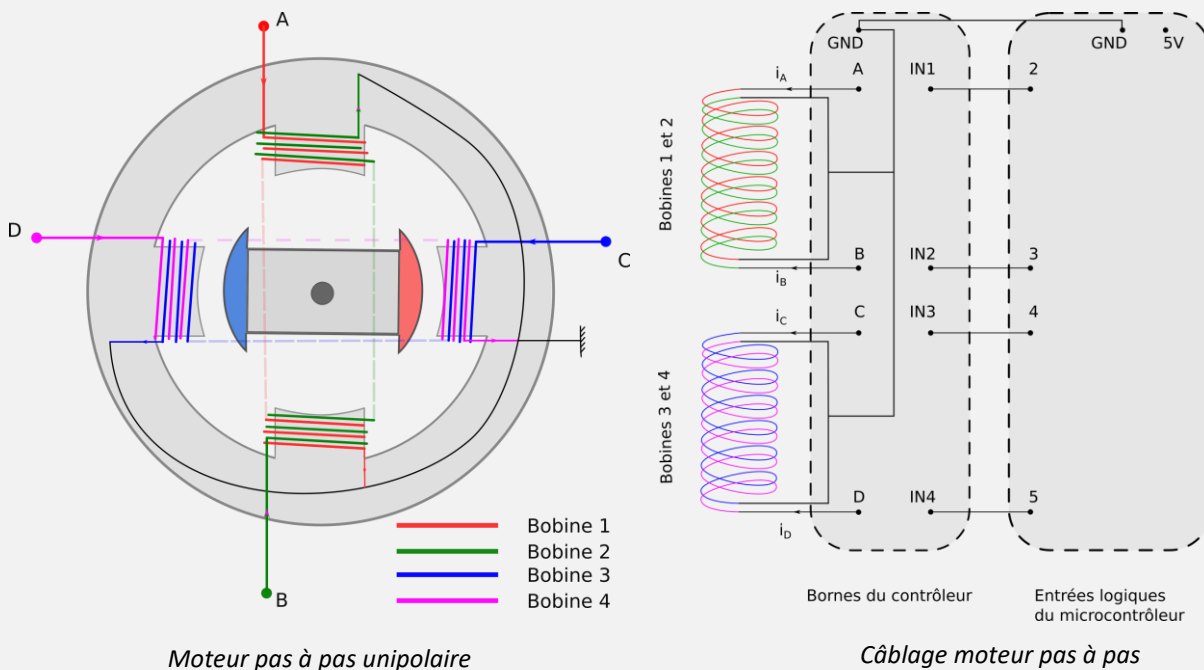 A
D
C
B
Bobine 1
Bobine 2
Bobine 3
Bobine 4
Moteur pas à pas unipolaire
GND
GND
5V
iA
A
IN1
2
Bobines 1 et 2
B
IN2
3
iB
iC
C
IN3
4
Bobines 3 et 4
D
IN4
5
iD
Bornes du contrôleur
Entrées logiques
du microcontrôleur
Câblage moteur pas à pas